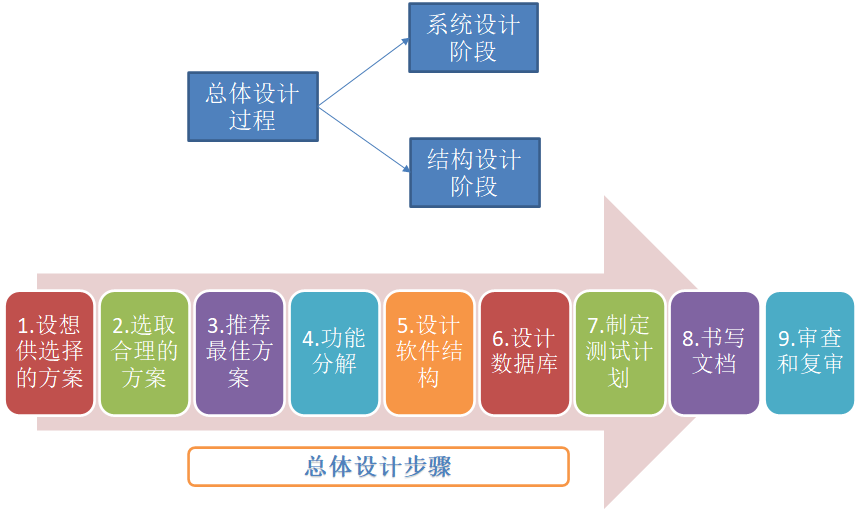 系统设计
阶段
总体设计
过程
结构设计
阶段
1.设想
供选择
的方案
2.选取
合理的
方案
3.推荐
最佳方
案
4.功能
分解
5.设计
软件结
构
6.设计
数据库
7.制定
测试计
划
8.书写
文档
9.审查
和复审
总体设计步骤